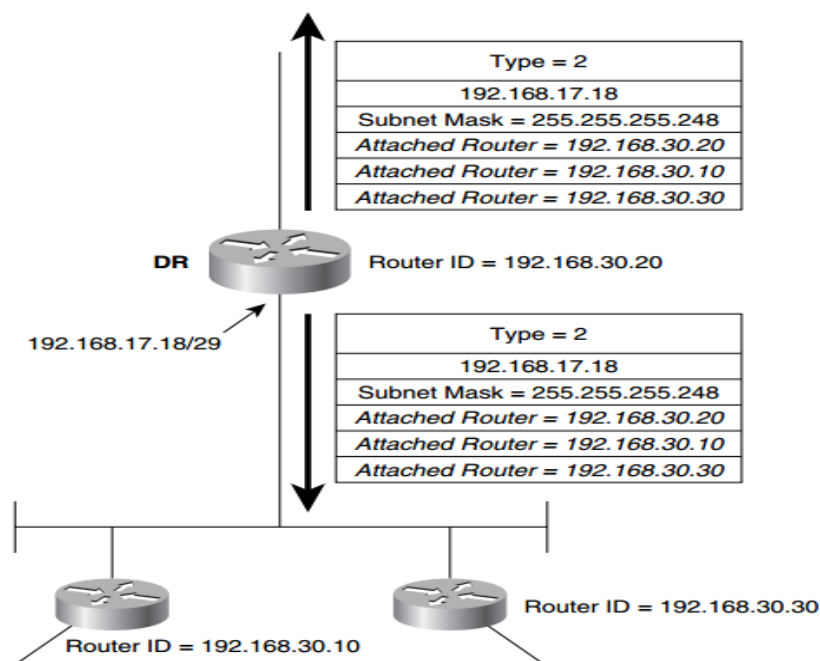 Type = 2
192.168.17.18
Subnet Mask = 255.255.255.248
Attached Router = 192.168.30.20
Attached Router = 192.168.30.10
Attached Router = 192.168.30.30
DR
Router ID = 192.168.30.20
192.168.17.18/29
Type = 2
192.168.17.18
Subnet Mask = 255.255.255.248
Attached Router = 192.168.30.20
Attached Router = 192.168.30.10
Attached Router = 192.168.30.30
Router ID = 192.168.30.30
Router ID = 192.168.30.10